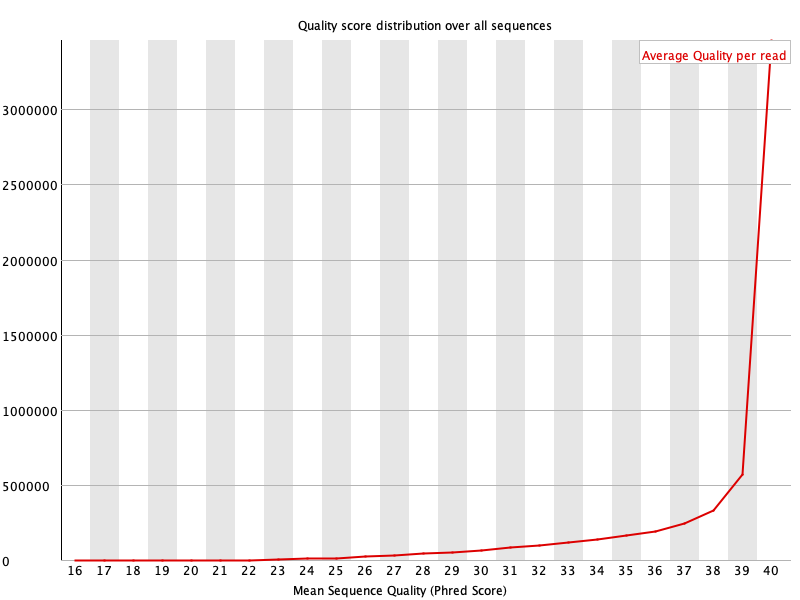 Quality score distribution over all sequences
Average Quality per read
3000000
2500000
2000000
1500000
1000000
500000
0
16 17 18 19 20 21 22 23 24 25 26 27 28 29 30 31 32 33 34 35 36 37 38 39 40
Mean Sequence Quality (Phred Score)